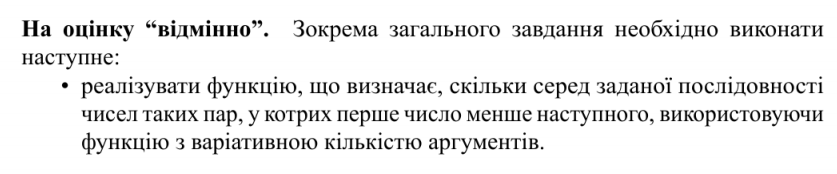 На оцінку “відмінно”. Зокрема загального завдання необхідно виконати
наступне:
• реалізувати функцію, що визначає, скільки серед заданої послідовності
чисел таких пар, у котрих перше число менше наступного, використовуючи
функцію з варіативною кількістю аргументів.